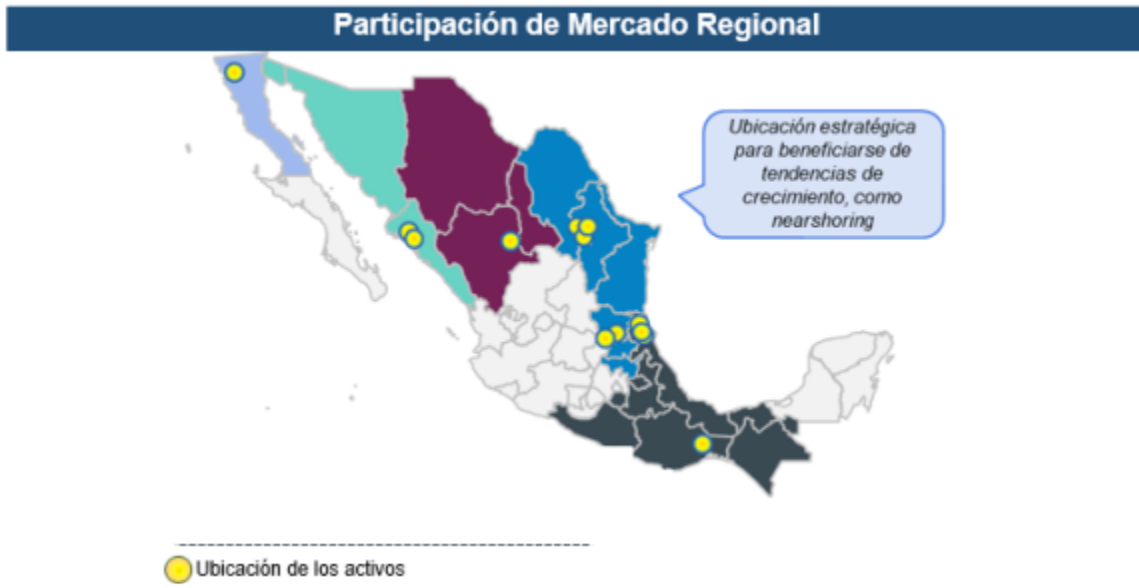 Participación de Mercado Regional
Ubicación estratégica
para beneficiarse de
tendencias de
crecimiento, como
nearshoring
Ubicación de los activos